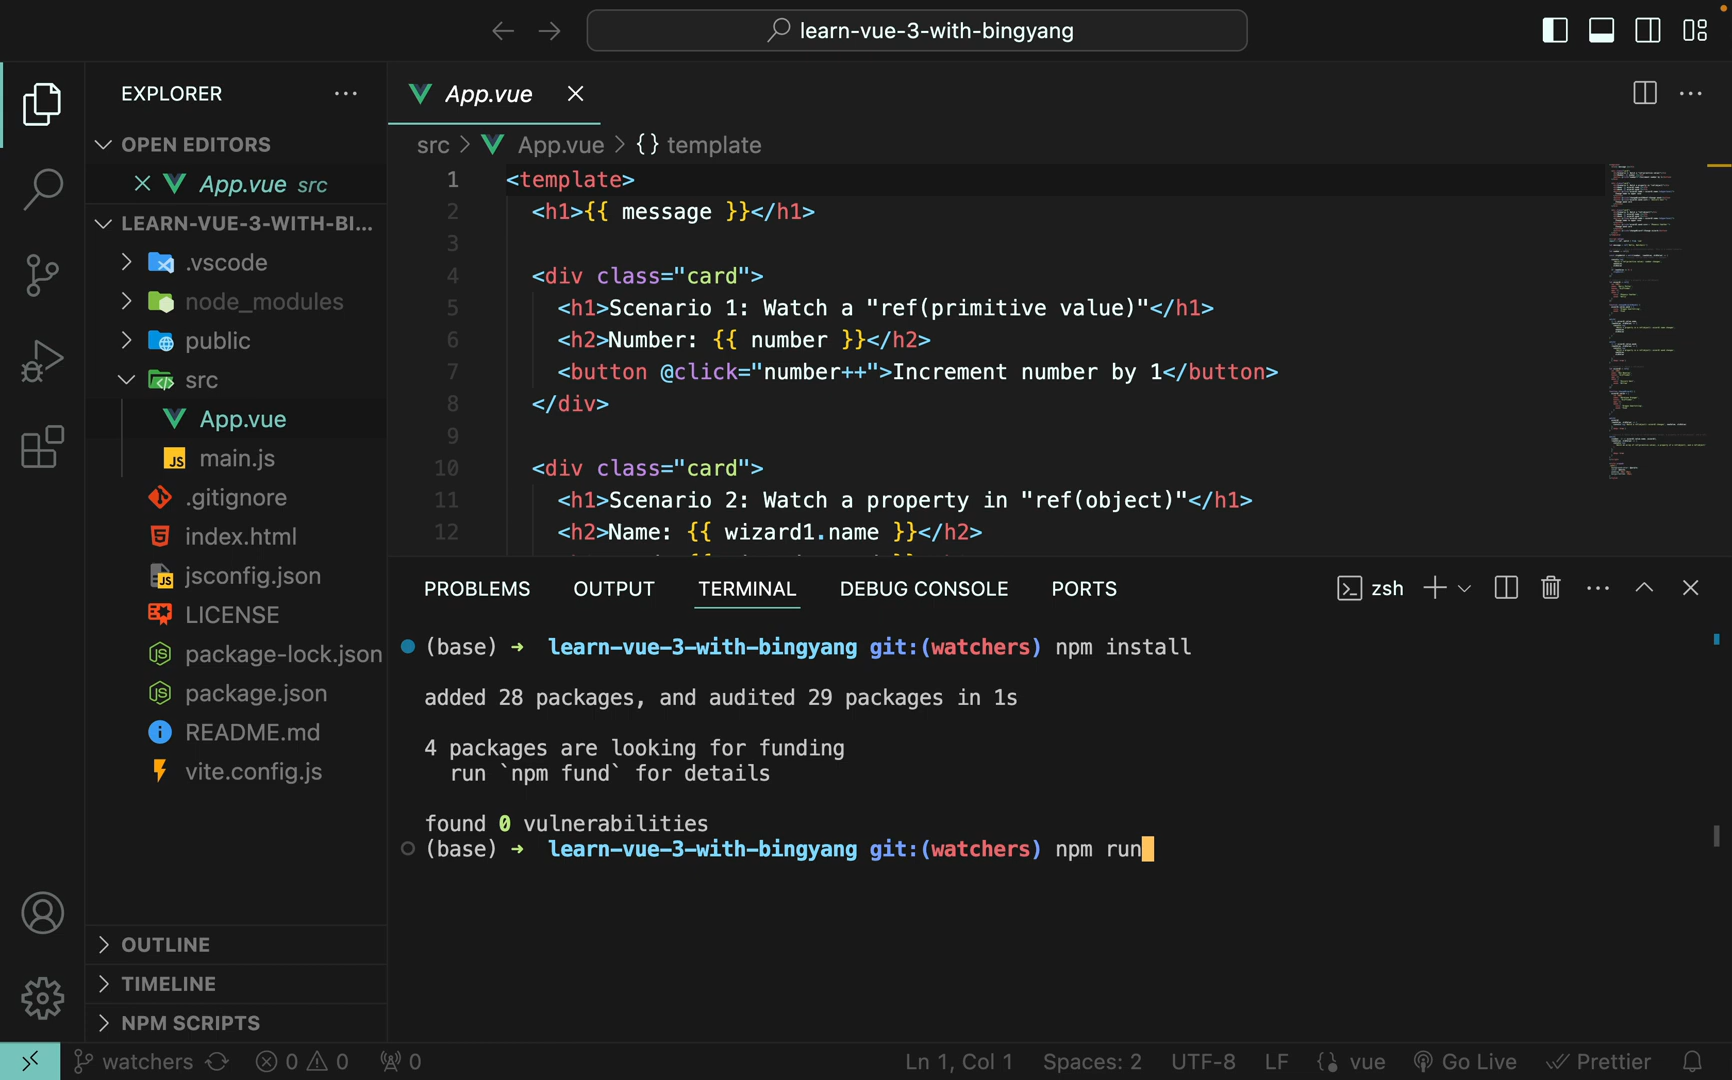 learn-vue-3-with-bingyang
EXPLORER
OPEN EDITORS
App.vue src
LEARN-VUE-3-WITH-BI...
.vscode
node_modules
public
src
App.vue
main.js
.gitignore
index.html
jsconfig.json
LICENSE
package-lock.json
package.json
README.md
vite.config.js
OUTLINE
TIMELINE
NPM SCRIPTS
App.vue
src > App.vue > {} template
1 <template>
2 <h1>{{ message }}</h1>
3
4 <div class="card">
5 <h1>Scenario 1: Watch a "ref(primitive value)"</h1>
6 <h2>Number: {{ number }}</h2>
7 <button @click="number++">Increment number by 1</button>
8 </div>
9
10 <div class="card">
11 <h1>Scenario 2: Watch a property in "ref(object)"</h1>
12 <h2>Name: {{ wizard1.name }}</h2>
PROBLEMS OUTPUT TERMINAL DEBUG CONSOLE PORTS zsh
(base) → learn-vue-3-with-bingyang git:(watchers) npm install
added 28 packages, and audited 29 packages in 1s
4 packages are looking for funding
run `npm fund` for details
found 0 vulnerabilities
(base) → learn-vue-3-with-bingyang git:(watchers) npm run
watchers 0 0 0 Ln 1, Col 1 Spaces: 2 UTF-8 LF vue Go Live Prettier